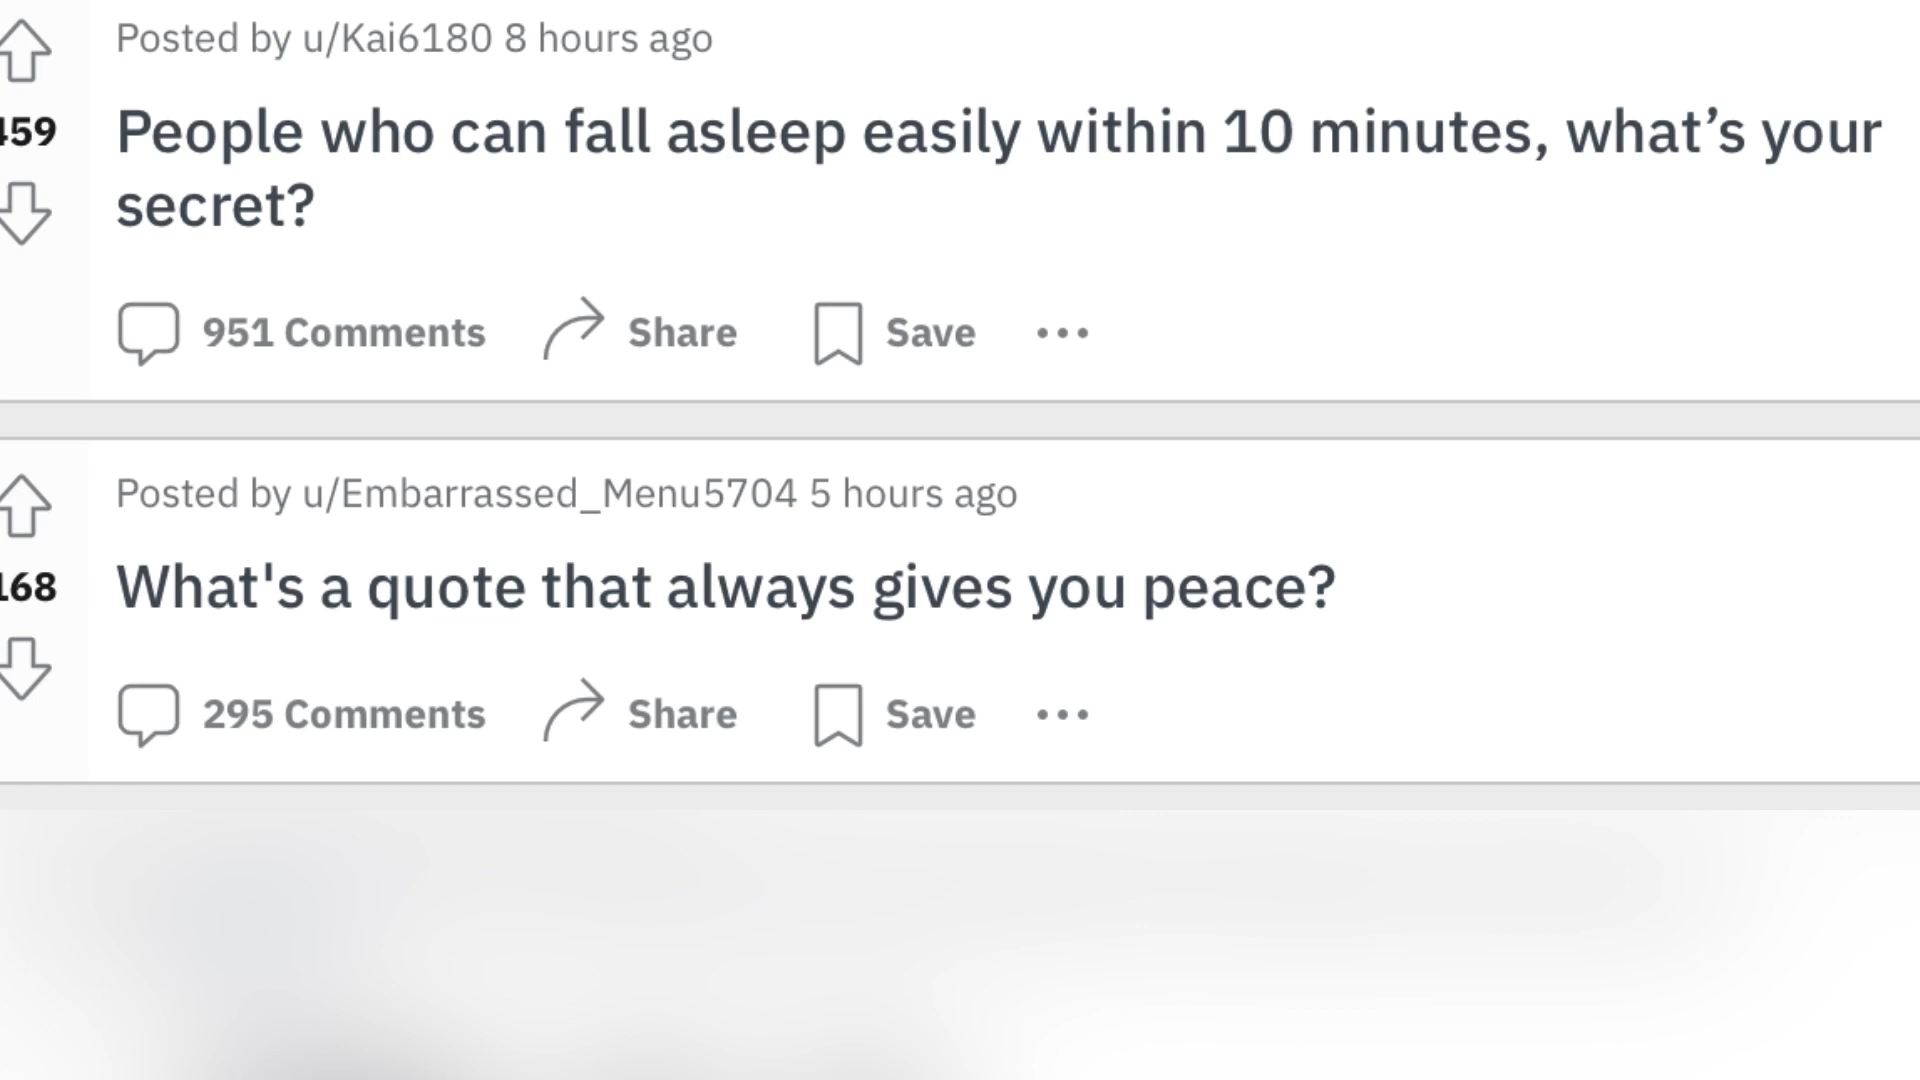 Posted by u/Kai6180 8 hours ago
459
People who can fall asleep easily within 10 minutes, what’s your
secret?
951 Comments Share Save
Posted by u/Embarrassed_Menu5704 5 hours ago
168
What's a quote that always gives you peace?
295 Comments Share Save